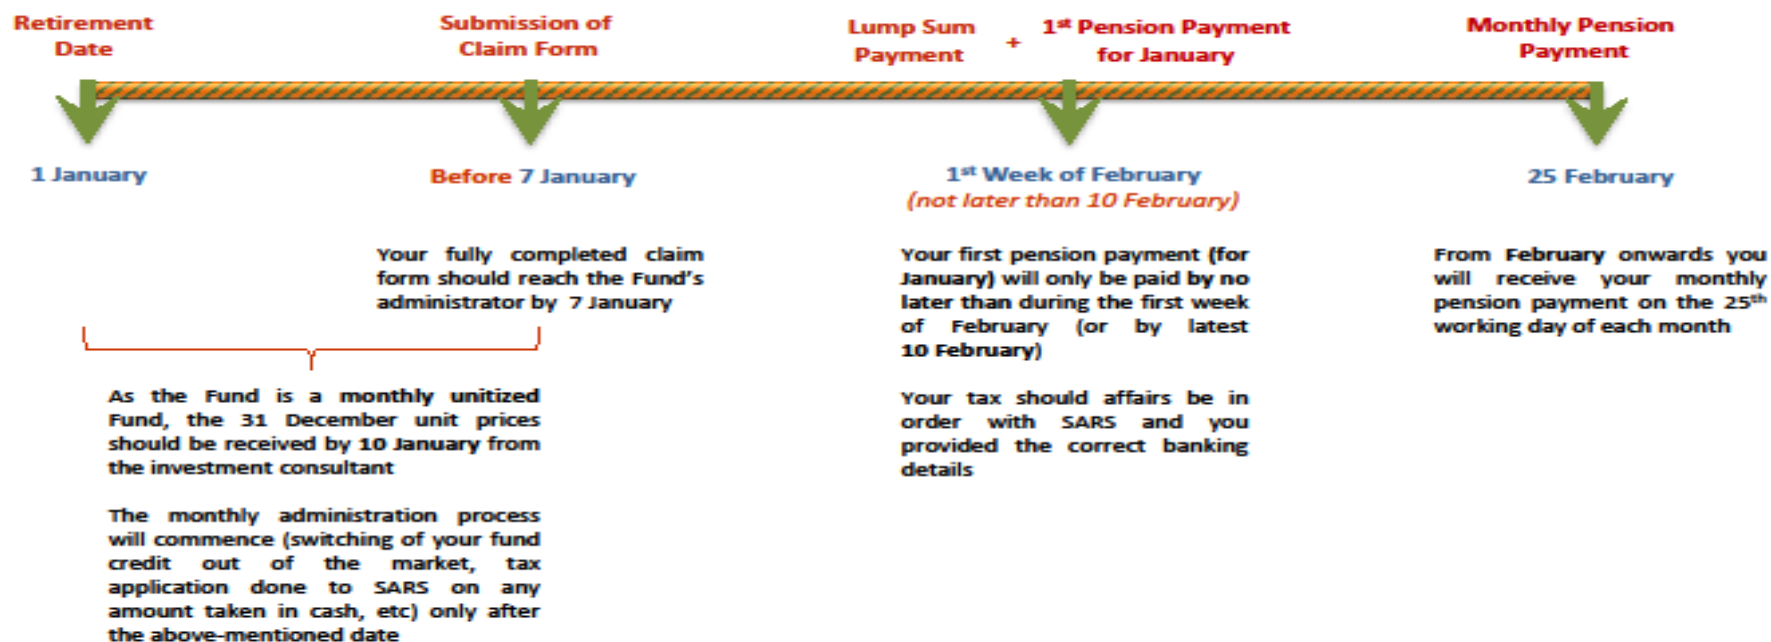 Retirement
Date
Submission of
Claim Form
Lump Sum
Payment
+
1st Pension Payment
for January
Monthly Pension
Payment
1 January
Before 7 January
1st Week of February
(not later than 10 February)
25 February
Your fully completed claim
form should reach the Fund's
administrator by 7 January
As the Fund is a monthly unitized
Fund, the 31 December unit prices
should be received by 10 January from
the investment consultant
The monthly administration process
will commence (switching of your fund
credit out of the market, tax
application done to SARS on any
amount taken in cash, etc) only after
the above-mentioned date
Your first pension payment (for
January) will only be paid by no
later than during the first week
of February (or by latest
10 February)
Your tax should affairs be in
order with SARS and you
provided the correct banking
details
From February onwards you
will receive your monthly
pension payment on the 25th
working day of each month